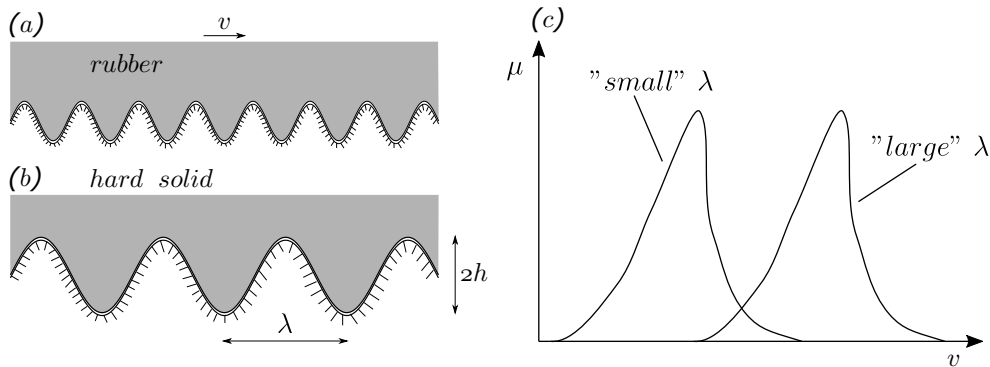 (a)
v
rubber
(b)
hard solid
2h
λ
(c)
μ
"small" λ
"large" λ
v